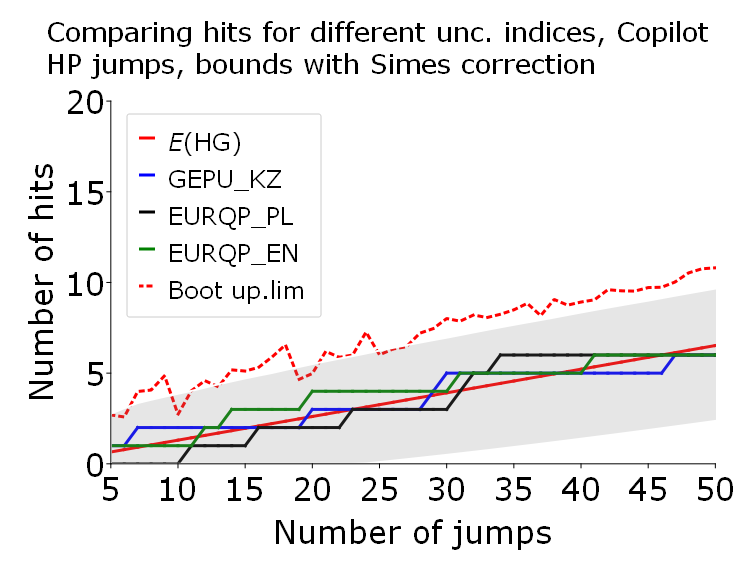 Comparing hits for different unc. indices, Copilot
HP jumps, bounds with Simes correction
Number of hits
20
15
10
5
0
E(HG)
GEPU_KZ
EURQP_PL
EURQP_EN
Boot up.lim
5 10 15 20 25 30 35 40 45 50
Number of jumps